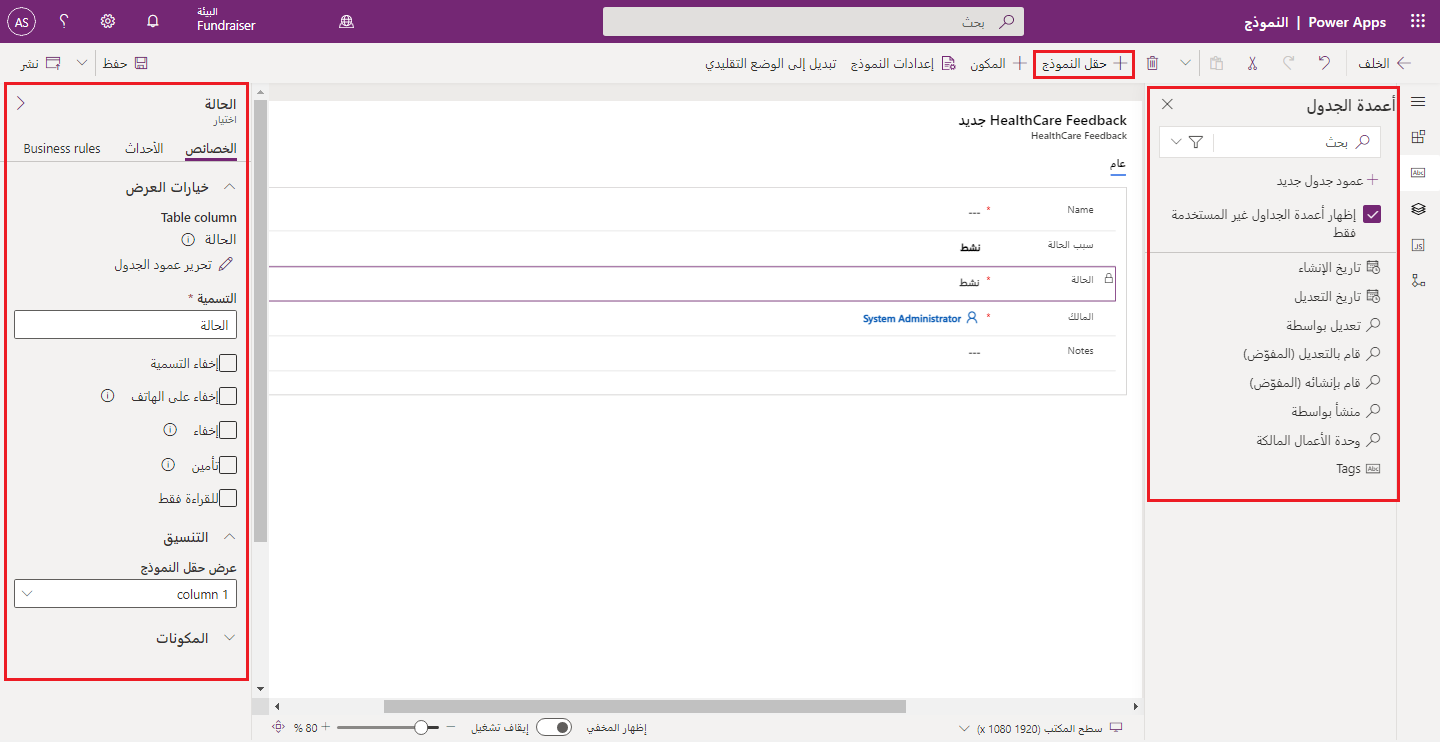 Power Apps | النموذج
بحث
البيئة
Fundraiser
AS
الخلف
حقل النموذج
المكون
إعدادات النموذج
تبديل إلى الوضع التقليدي
حفظ
نشر
أعمدة الجدول
بحث
عمود جدول جديد
إظهار أعمدة الجداول غير المستخدمة
فقط
تاريخ الإنشاء
تاريخ التعديل
تعديل بواسطة
قام بالتعديل (المفوّض)
قام بإنشائه (المفوّض)
منشأ بواسطة
وحدة الأعمال المالكة
Abc Tags
Abc
JS
HealthCare Feedback جديد
HealthCare Feedback
عام
Name * ---
سبب الحالة نشط
الحالة * نشط
المالك * System Administrator
Notes ---
سطح المكتب (1920 x 1080)
إظهار المخفي
إيقاف تشغيل
80 %
الحالة
اختيار
الخصائص
الأحداث
Business rules
خيارات العرض
Table column
الحالة
تحرير عمود الجدول
التسمية *
الحالة
إخفاء التسمية
إخفاء على الهاتف
إخفاء
تأمين
للقراءة فقط
التنسيق
عرض حقل النموذج
1 column
المكونات